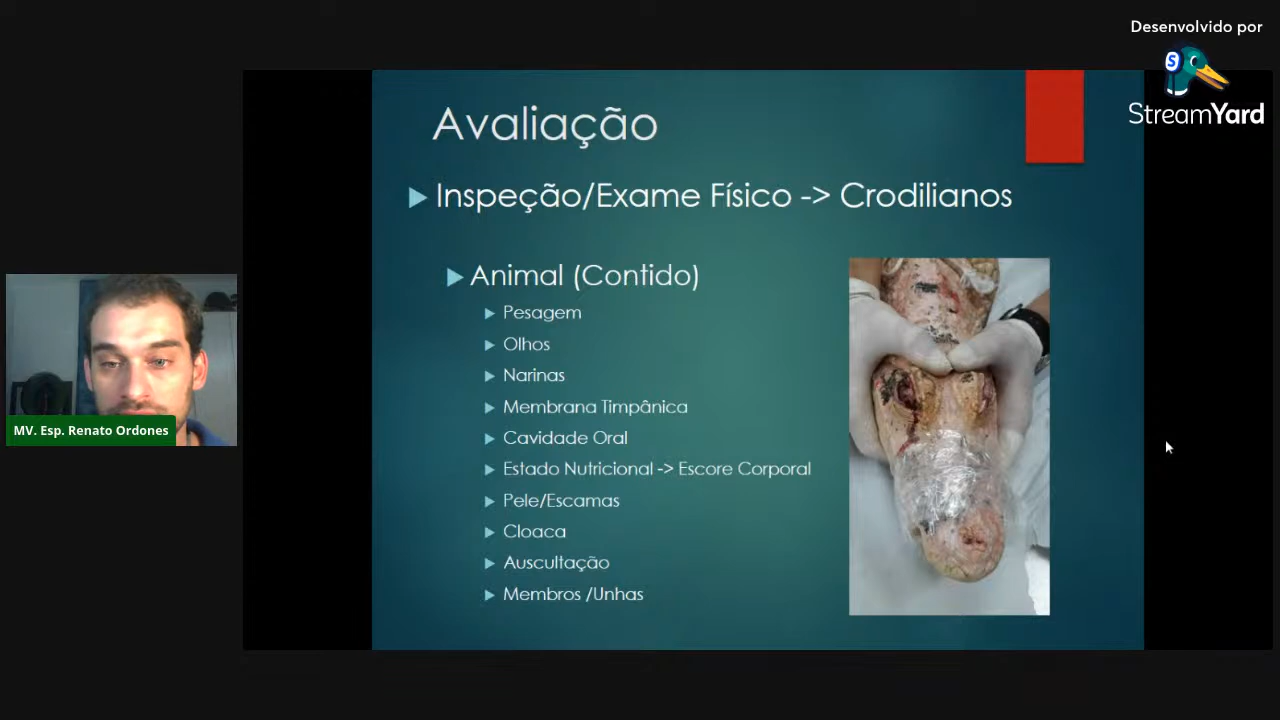 Desenvolvido por
S
StreamYard
Avaliação
Inspeção/Exame Físico -> Crodilianos
Animal (Contido)
Pesagem
Olhos
Narinas
Membrana Timpânica
Cavidade Oral
Estado Nutricional -> Escore Corporal
Pele/Escamas
Cloaca
Auscultação
Membros /Unhas
MV. Esp. Renato Ordones